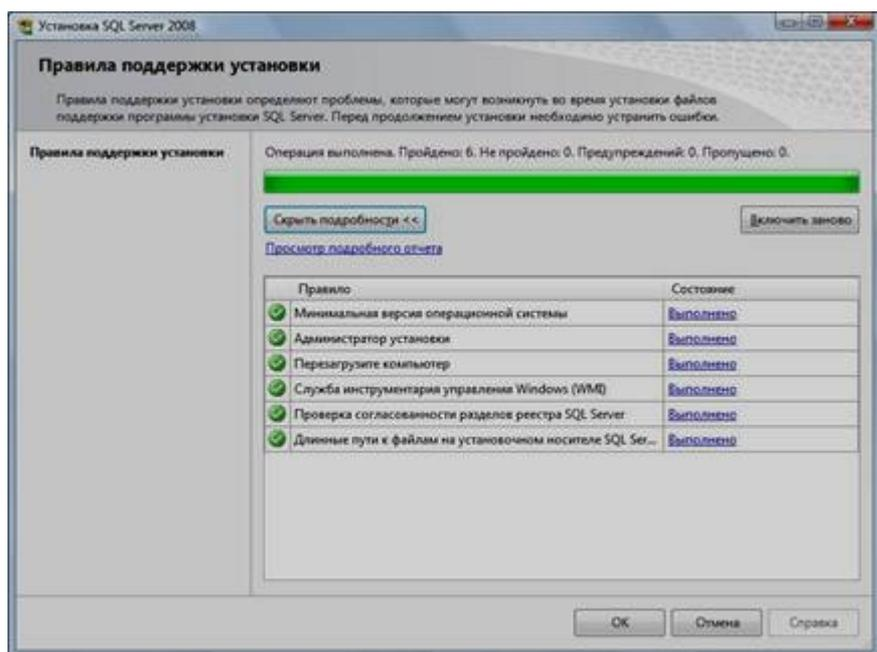 Установка SQL Server 2008
Правила поддержки установки
Правила поддержки установки определяют проблемы, которые могут возникнуть во время установки файлов
поддержки программы установки SQL Server. Перед продолжением установки необходимо устранить ошибки.
Правила поддержки установки
Операция выполнена. Пройдено: 6. Не пройдено: 0. Предупреждений: 0. Пропущено: 0.
Скрыть подробности <<
Включить заново
Просмотр подробного отчета
Правило Состояние
Минимальная версия операционной системы Выполнено
Администратор установки Выполнено
Перезагрузите компьютер Выполнено
Служба инструментария управления Windows (WMI) Выполнено
Проверка согласованности разделов реестра SQL Server Выполнено
Длинные пути к файлам на установочном носителе SQL Ser... Выполнено
OK Отмена Справка